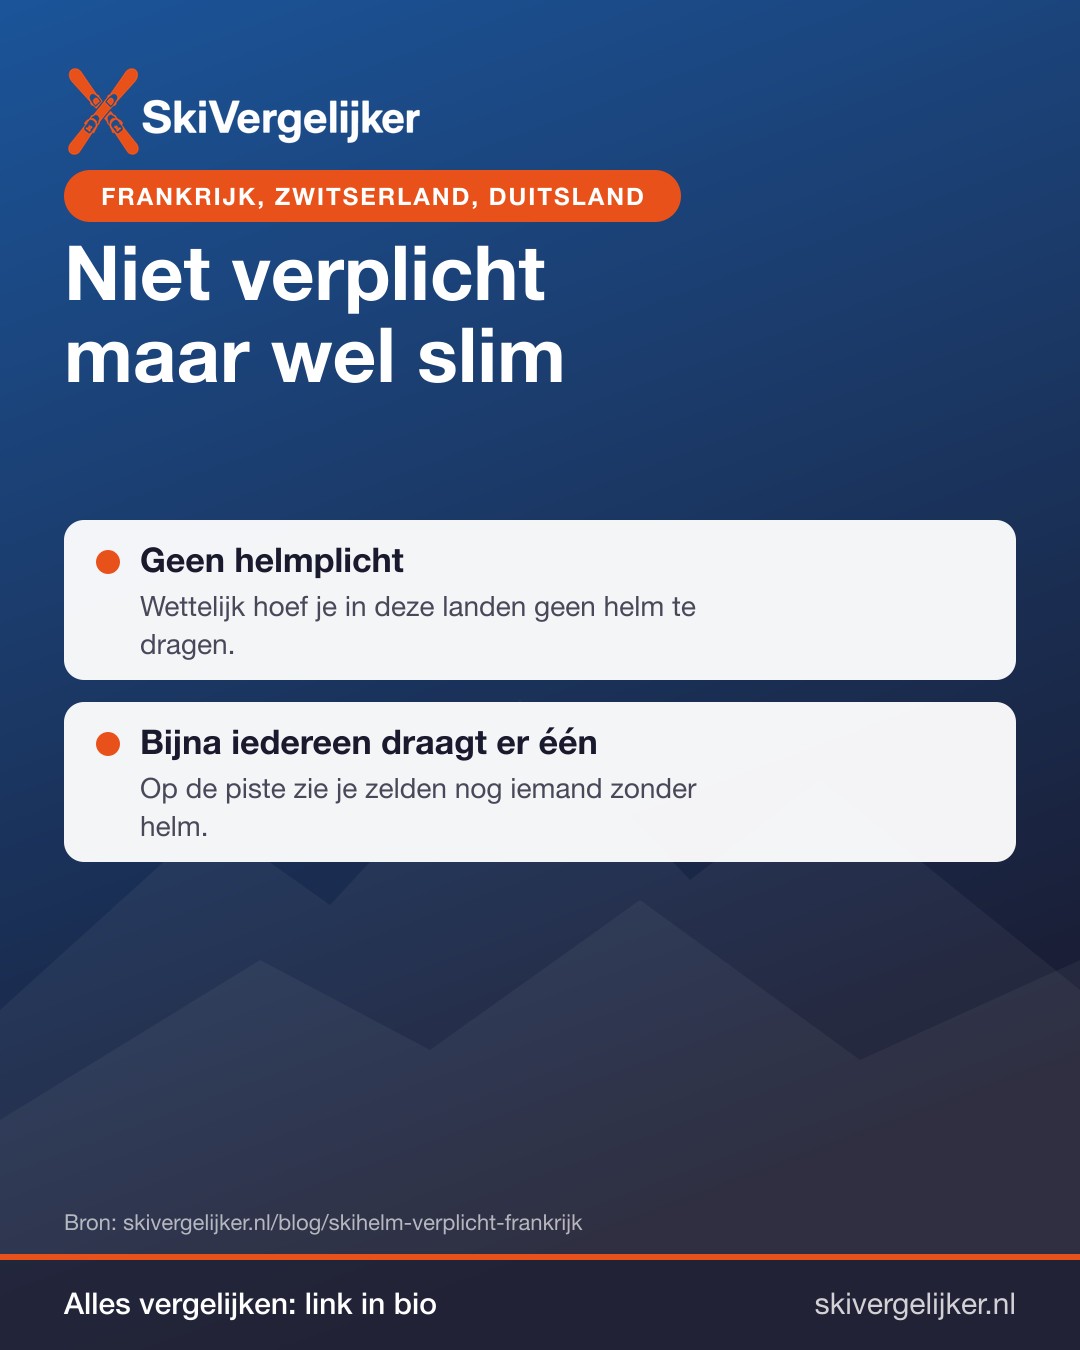 SkiVergelijker
FRANKRIJK, ZWITSERLAND, DUITSLAND
Niet verplicht
maar wel slim
Geen helmplicht
Wettelijk hoef je in deze landen geen helm te
dragen.
Bijna iedereen draagt er één
Op de piste zie je zelden nog iemand zonder
helm.
Bron: skivergelijker.nl/blog/skihelm-verplicht-frankrijk
Alles vergelijken: link in bio
skivergelijker.nl